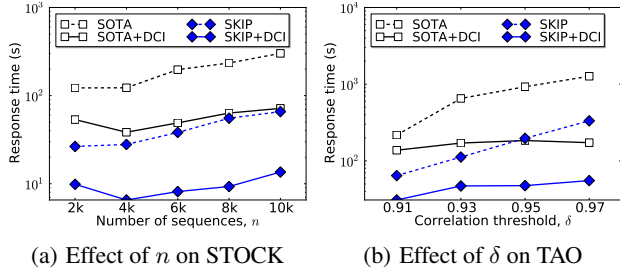 SOTA
SOTA+DCI
SKIP
SKIP+DCI
Response time (s)
10³
10²
10¹
2k 4k 6k 8k 10k
Number of sequences, n
(a) Effect of n on STOCK
SOTA
SOTA+DCI
SKIP
SKIP+DCI
Response time (s)
10⁴
10³
10²
0.91 0.93 0.95 0.97
Correlation threshold, δ
(b) Effect of δ on TAO